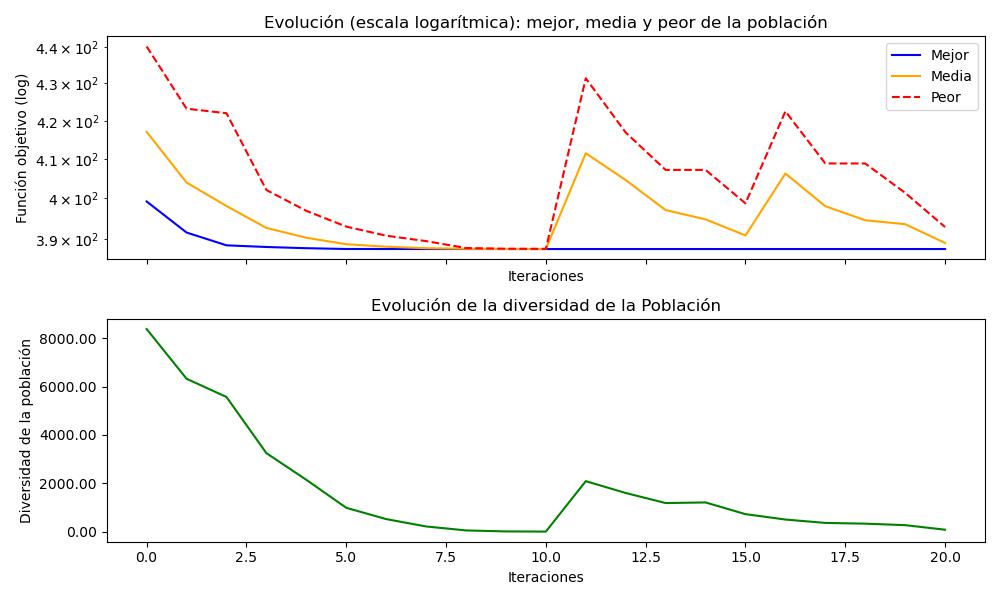 Evolución (escala logarítmica): mejor, media y peor de la población
Función objetivo (log)
4.4 × 10²
4.3 × 10²
4.2 × 10²
4.1 × 10²
4 × 10²
3.9 × 10²
Mejor
Media
Peor
Iteraciones
Evolución de la diversidad de la Población
Diversidad de la población
8000.00
6000.00
4000.00
2000.00
0.00
0.0 2.5 5.0 7.5 10.0 12.5 15.0 17.5 20.0
Iteraciones